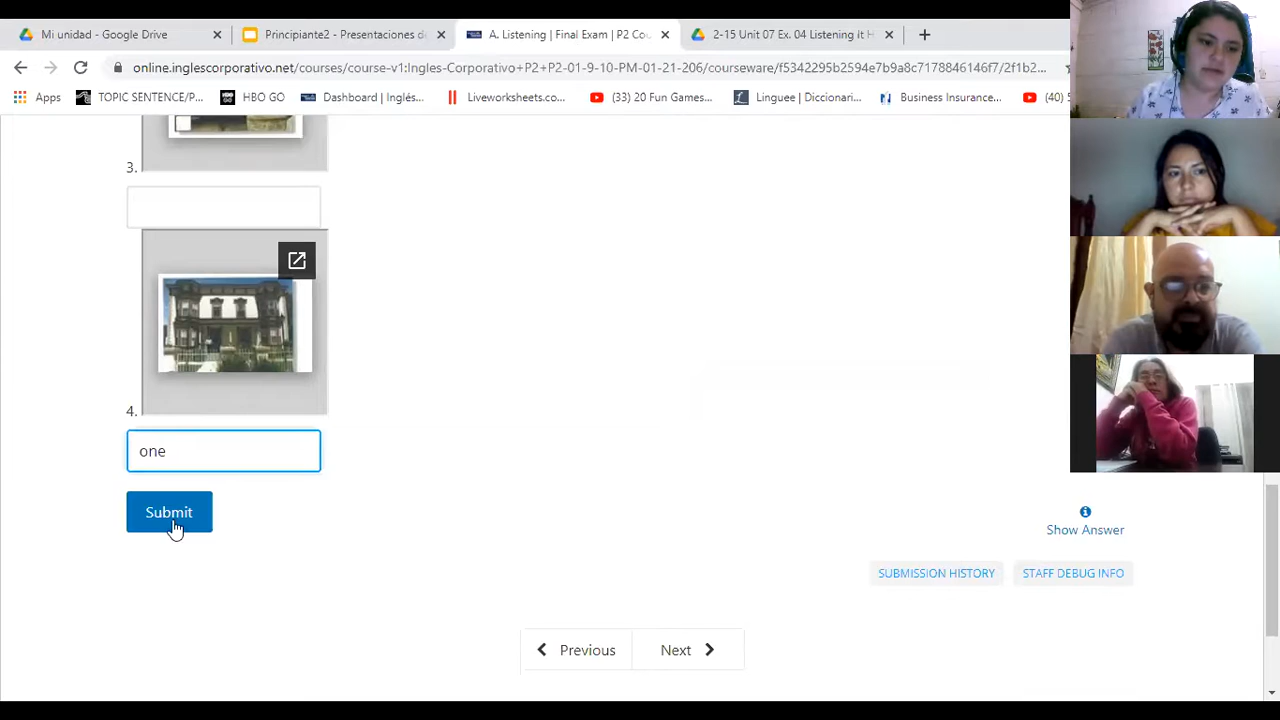 Mi unidad - Google Drive
Principiante2 - Presentaciones de
A. Listening | Final Exam | P2 Cou
2-15 Unit 07 Ex. 04 Listening (t H
online.inglescorporativo.net/courses/course-v1:Ingles-Corporativo+P2+P2-01-9-10-PM-01-21-206/courseware/f5342295b2594e7b9a8c7178846146f7/2f1b2...
Apps
TOPIC SENTENCE/P...
HBO GO
Dashboard | Inglés...
Liveworksheets.co...
(33) 20 Fun Games...
Linguee | Diccionari...
Business Insurance...
(40) 5
3.
4.
one
Submit
Show Answer
SUBMISSION HISTORY
STAFF DEBUG INFO
Previous
Next